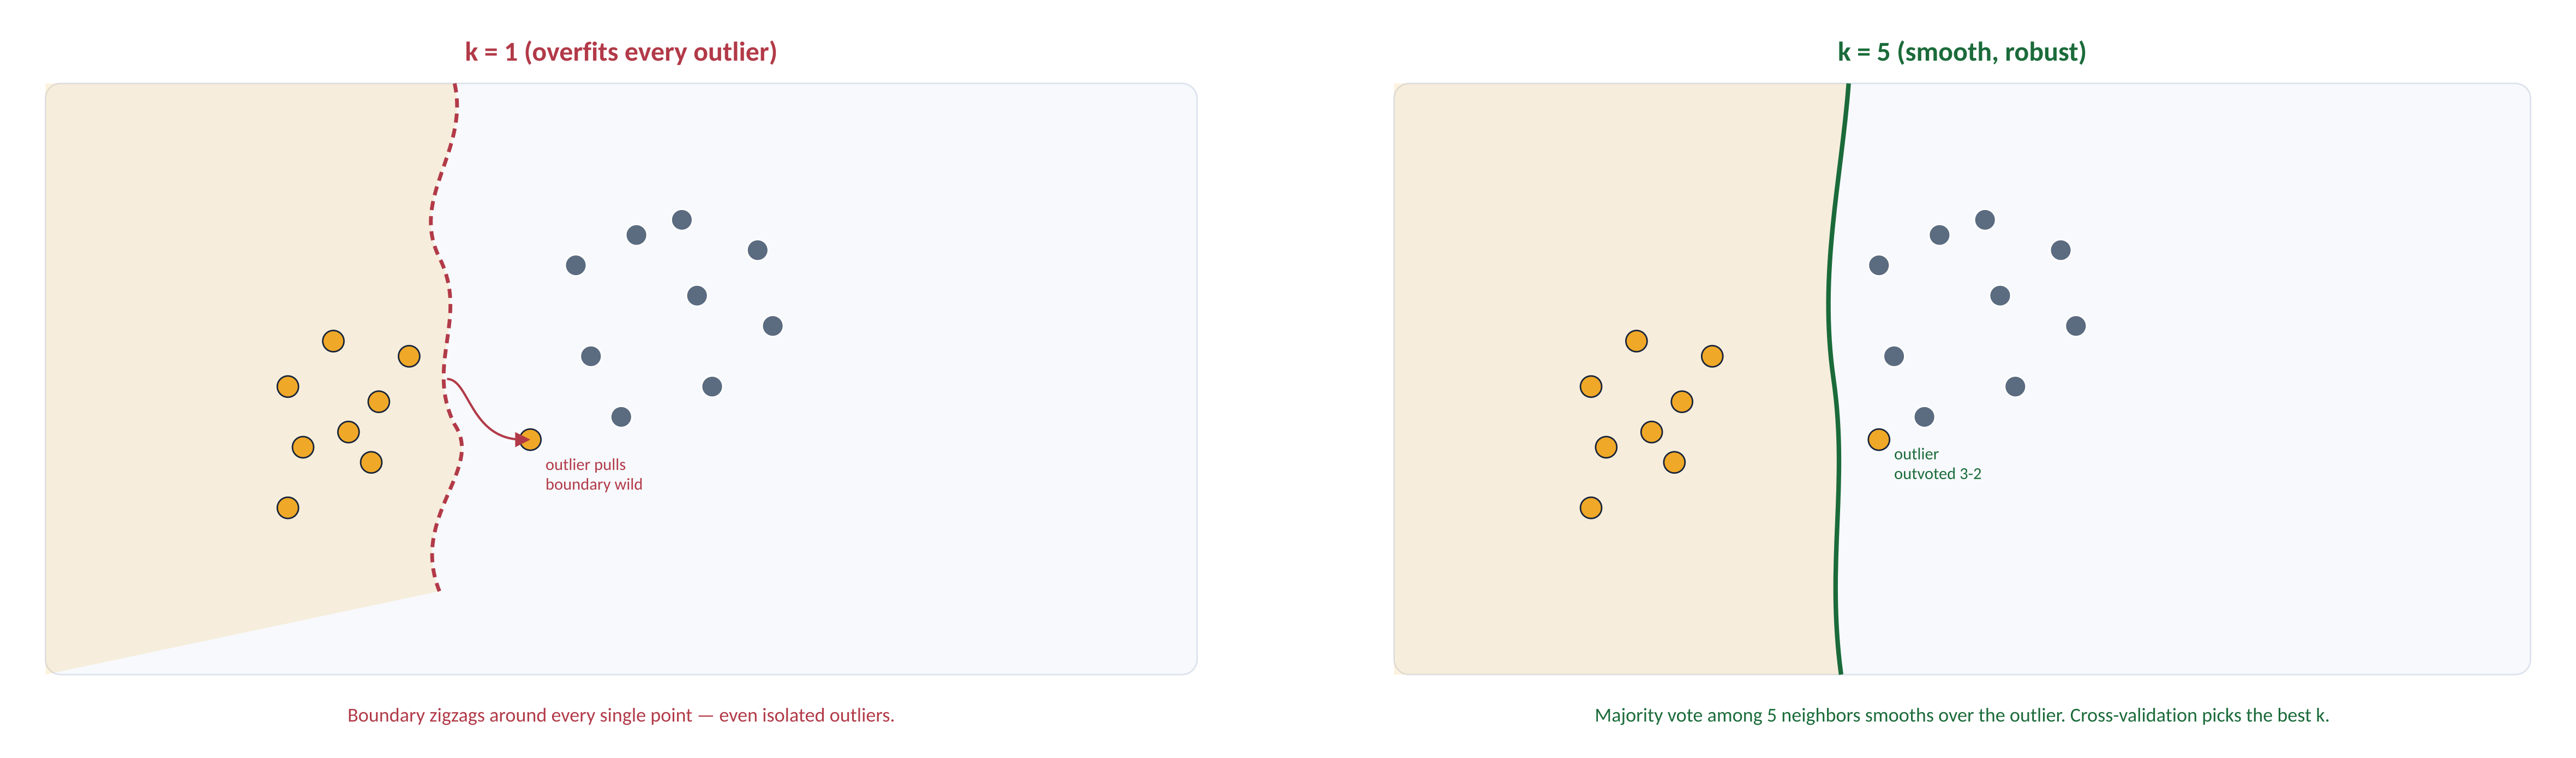 k = 1 (overfits every outlier)
k = 5 (smooth, robust)
outlier pulls
boundary wild
outlier
outvoted 3-2
Boundary zigzags around every single point — even isolated outliers.
Majority vote among 5 neighbors smooths over the outlier. Cross-validation picks the best k.